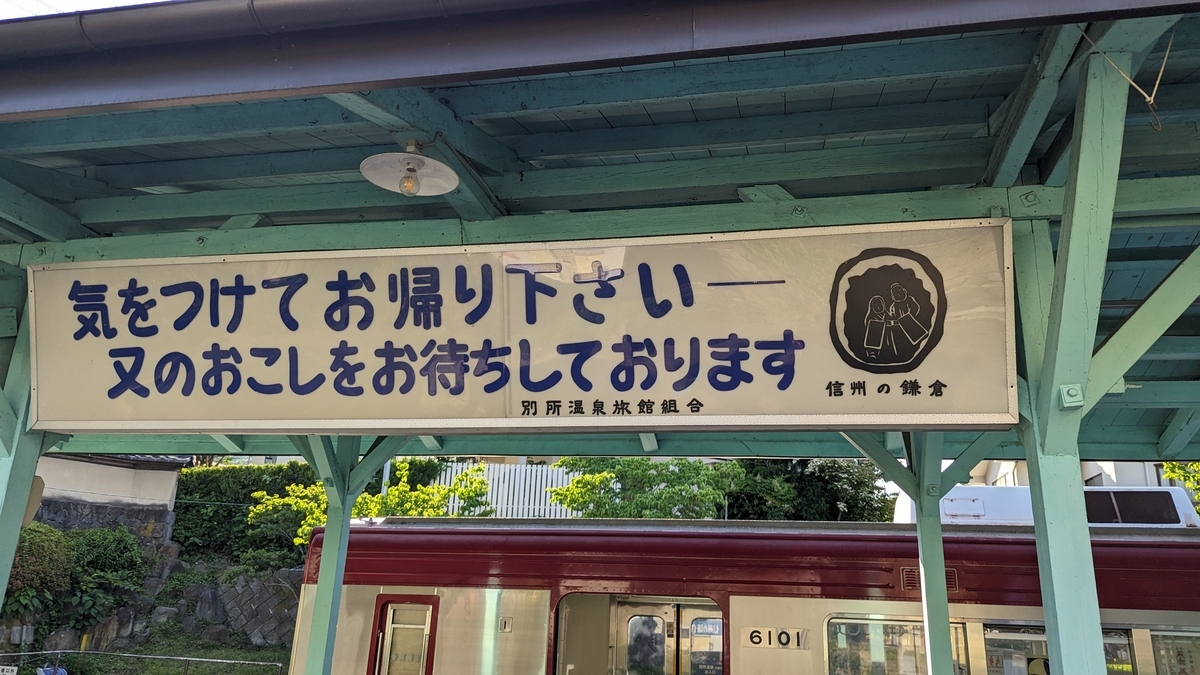 気をつけてお帰り下さい――
又のおこしをお待ちしております
別所温泉旅館組合
信州の鎌倉
6101